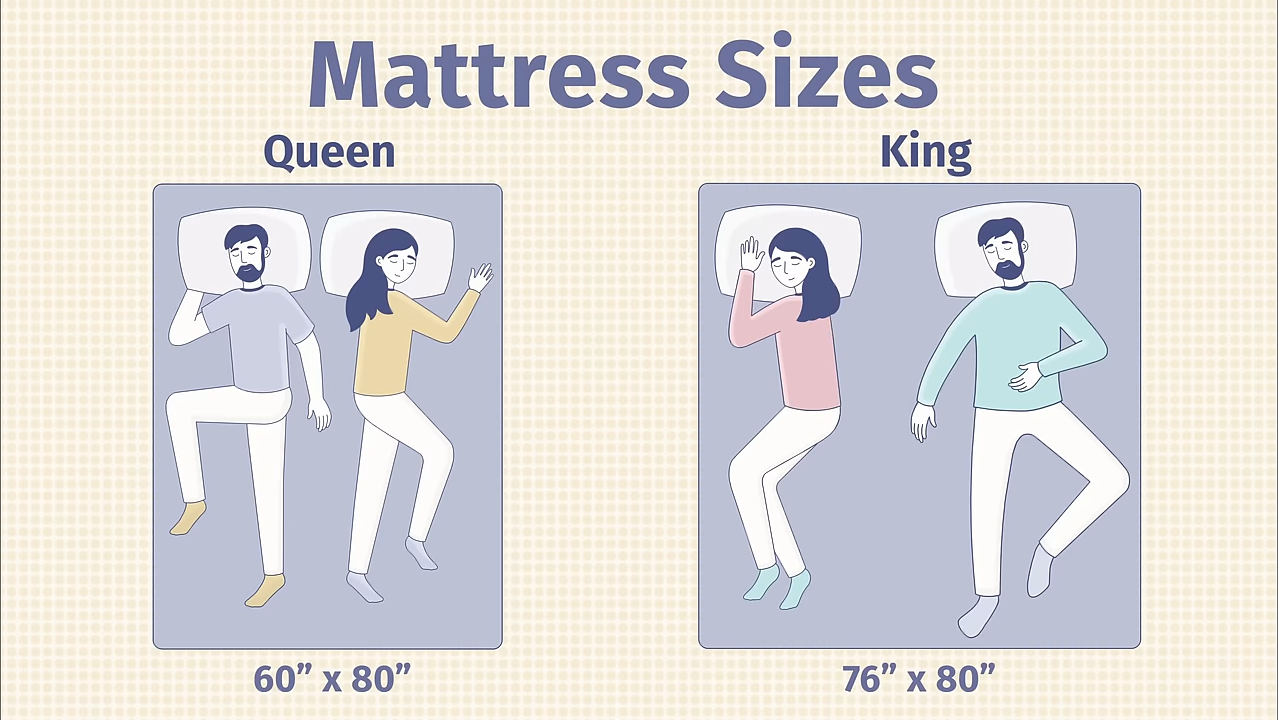 Mattress Sizes
Queen
King
60” x 80”
76” x 80”